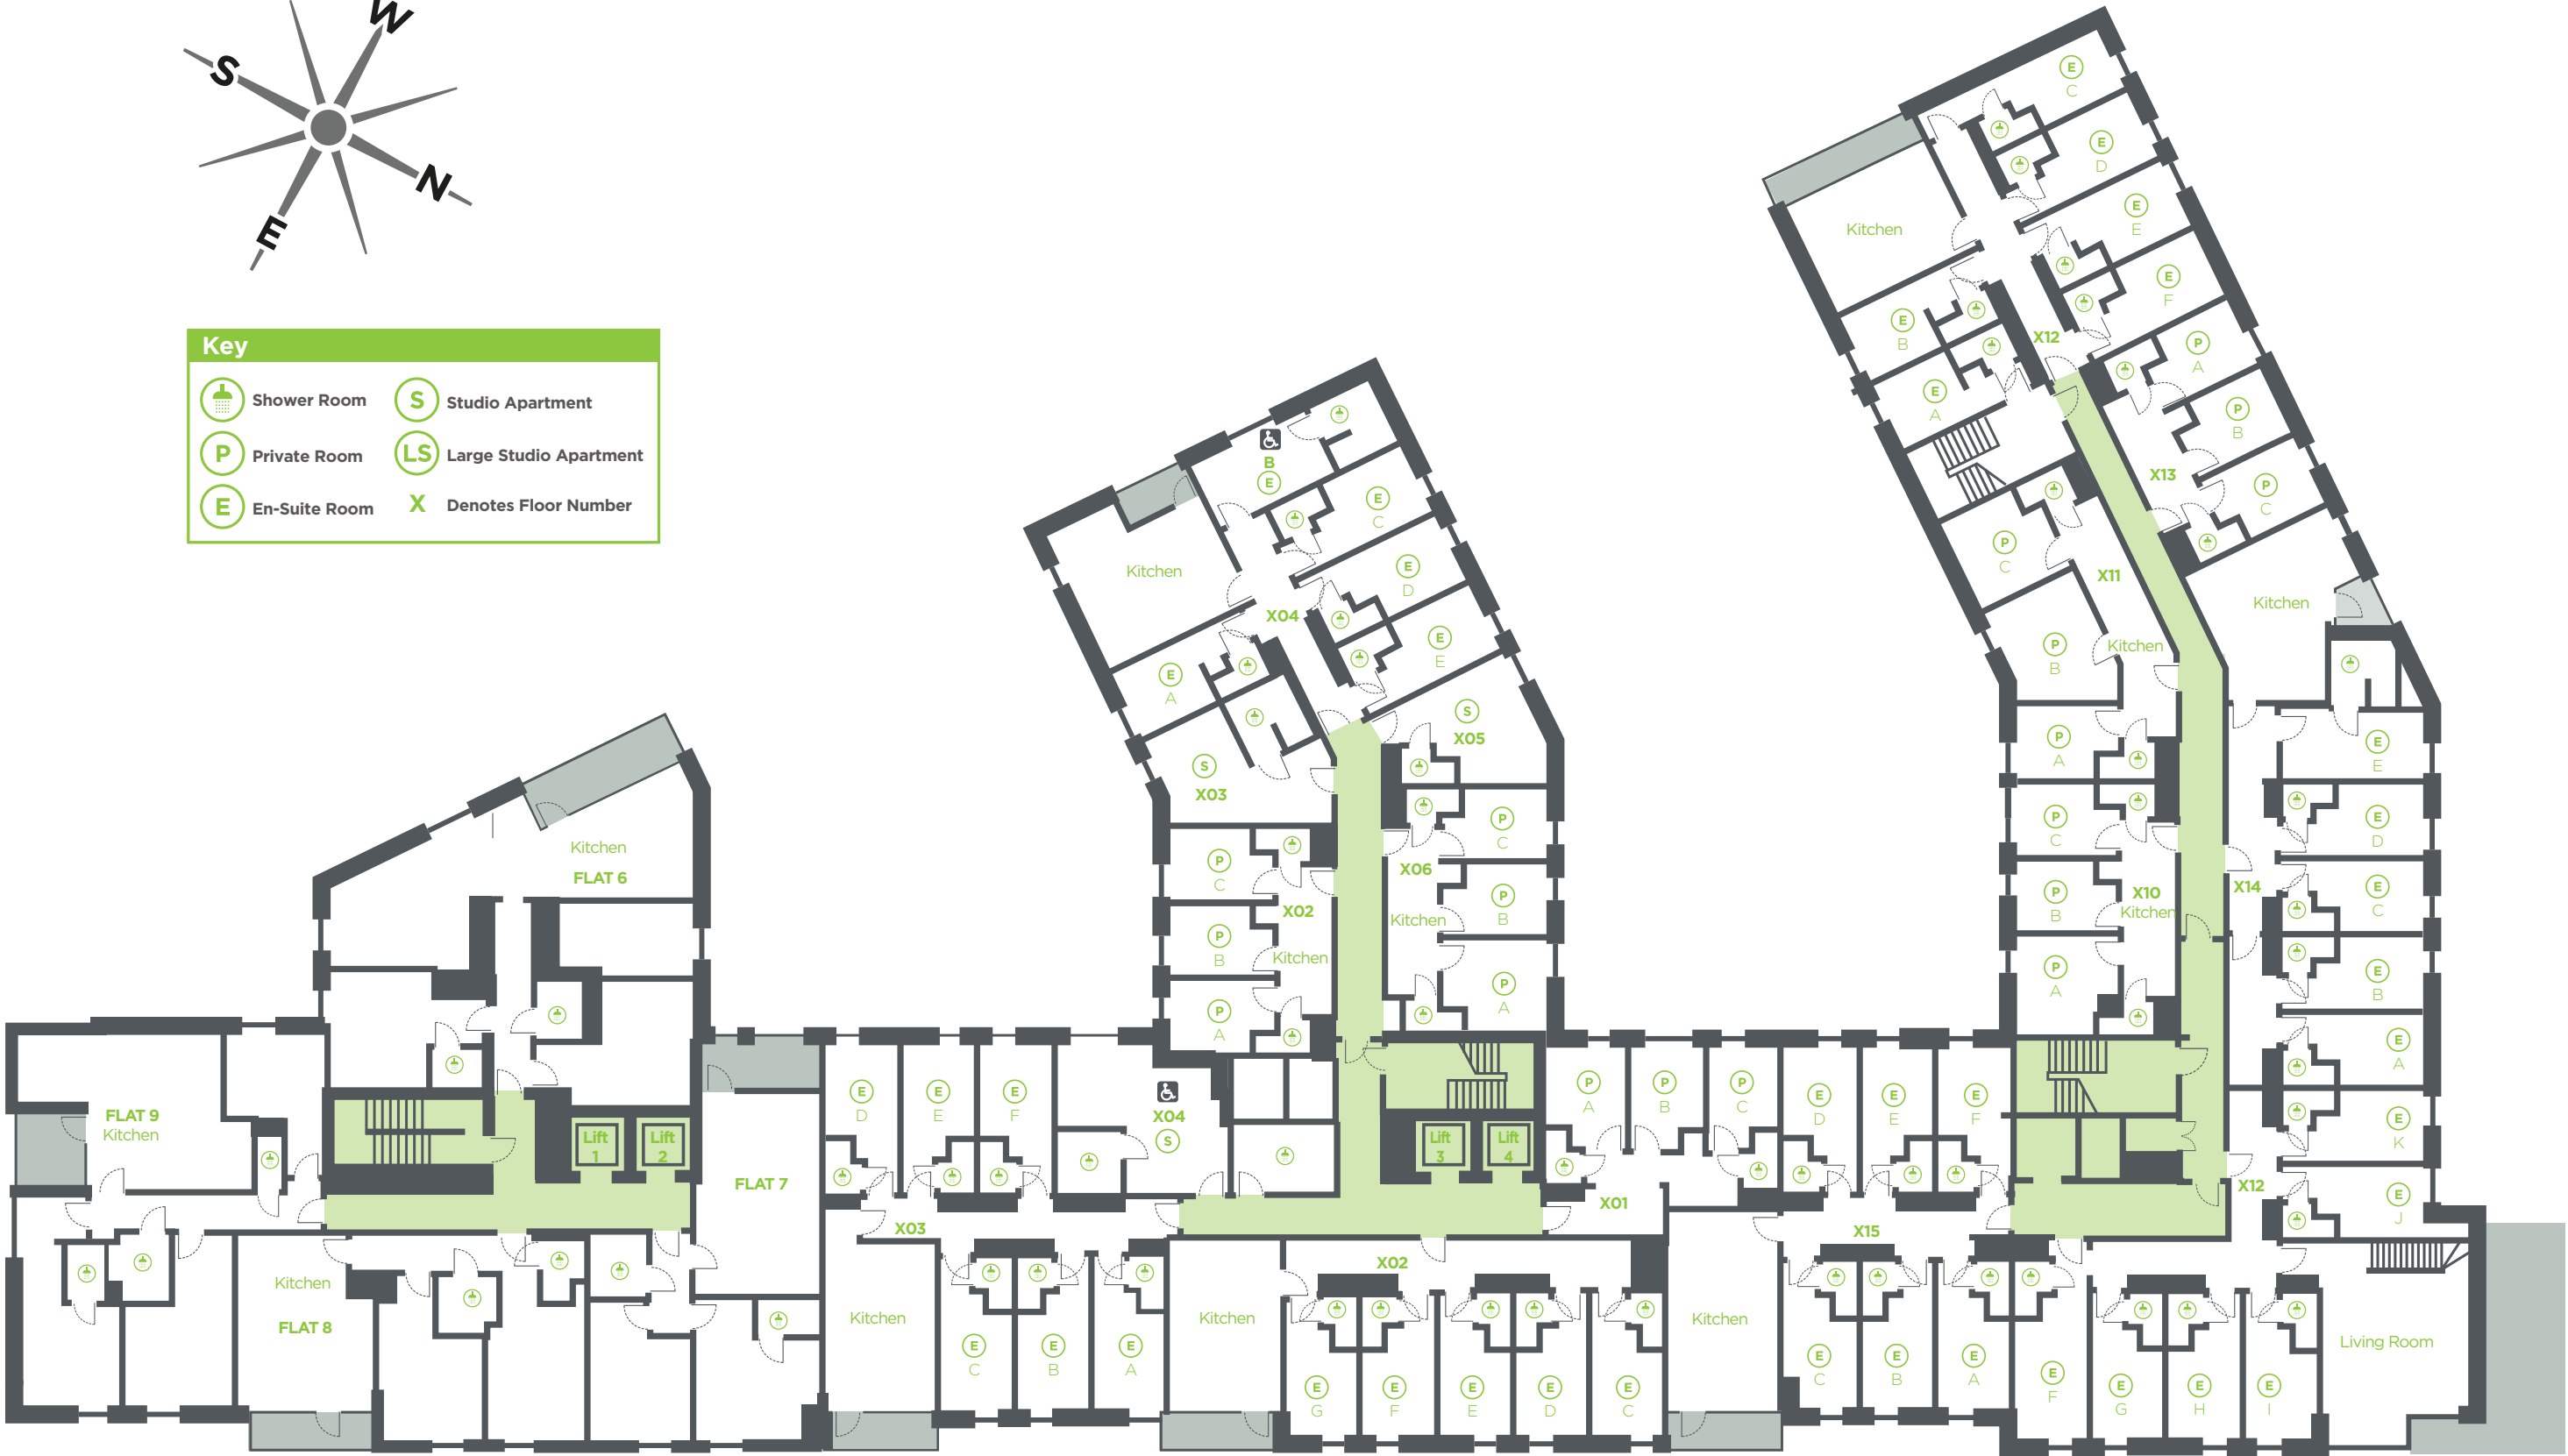 W
S
N
E
Key
Shower Room
S Studio Apartment
P Private Room
LS Large Studio Apartment
E En-Suite Room
X Denotes Floor Number
E
C
E
D
E
E
E
F
Kitchen
E
B
E
A
X12
P
A
P
B
P
C
X13
P
C
X11
P
B
Kitchen
Kitchen
P
A
P
C
P
B
X10
Kitchen
P
A
E
E
E
D
E
C
X14
E
B
E
A
E
K
X12
E
J
Living Room
B
E
E
C
Kitchen
E
D
X04
E
E
E
A
S
X05
S
X03
P
C
X06
P
C
X02
P
B
Kitchen
P
B
Kitchen
P
A
P
A
Kitchen
FLAT 6
FLAT 9
Kitchen
Lift
1
Lift
2
FLAT 7
Kitchen
FLAT 8
E
D
E
E
E
F
X04
S
X03
Kitchen
E
C
E
B
E
A
Lift
3
Lift
4
P
A
P
B
P
C
X01
X02
Kitchen
E
G
E
F
E
E
E
D
E
C
E
D
E
E
E
F
X15
Kitchen
E
C
E
B
E
A
E
F
E
G
E
H
E
I